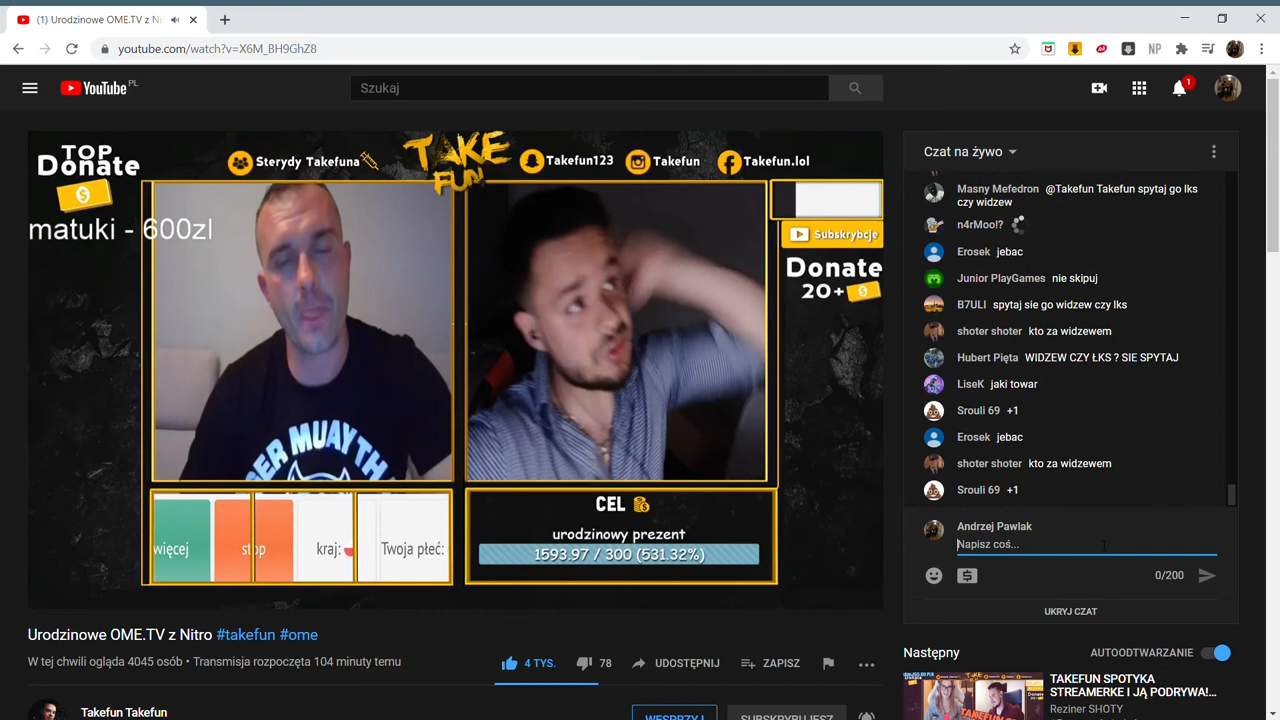 (1) Urodzinowe OME.TV z Ni
youtube.com/watch?v=X6M_BH9GhZ8
NP
YouTube PL
Szukaj
1
TOP
Donate
matuki - 600zl
Sterydy Takefuna
TAKE
FUN
Takefun123
Takefun
Takefun.lol
Subskrybcje
Donate
20+
MUAYTH
więcej
stop
kraj:
Twoja płeć:
CEL
urodzinowy prezent
1593.97 / 300 (531.32%)
Czat na żywo
Masny Mefedron @Takefun Takefun spytaj go lks
czy widzew
n4rMoo!?
Erosek jebac
Junior PlayGames nie skipuj
B7ULI spytaj sie go widzew czy lks
shoter shoter kto za widzewem
Hubert Pięta WIDZEW CZY ŁKS ? SIE SPYTAJ
LiseK jaki towar
Srouli 69 +1
Erosek jebac
shoter shoter kto za widzewem
Srouli 69 +1
Andrzej Pawlak
Napisz coś...
0/200
UKRYJ CZAT
Urodzinowe OME.TV z Nitro #takefun #ome
W tej chwili ogląda 4045 osób • Transmisja rozpoczęta 104 minuty temu
4 TYS.
78
UDOSTĘPNIJ
ZAPISZ
Takefun Takefun
WESPRZYJ
SUBSKRYBUJESZ
Następny
AUTOODTWARZANIE
TAKEFUN SPOTYKA
STREAMERKE I JĄ PODRYWA!...
Reziner SHOTY